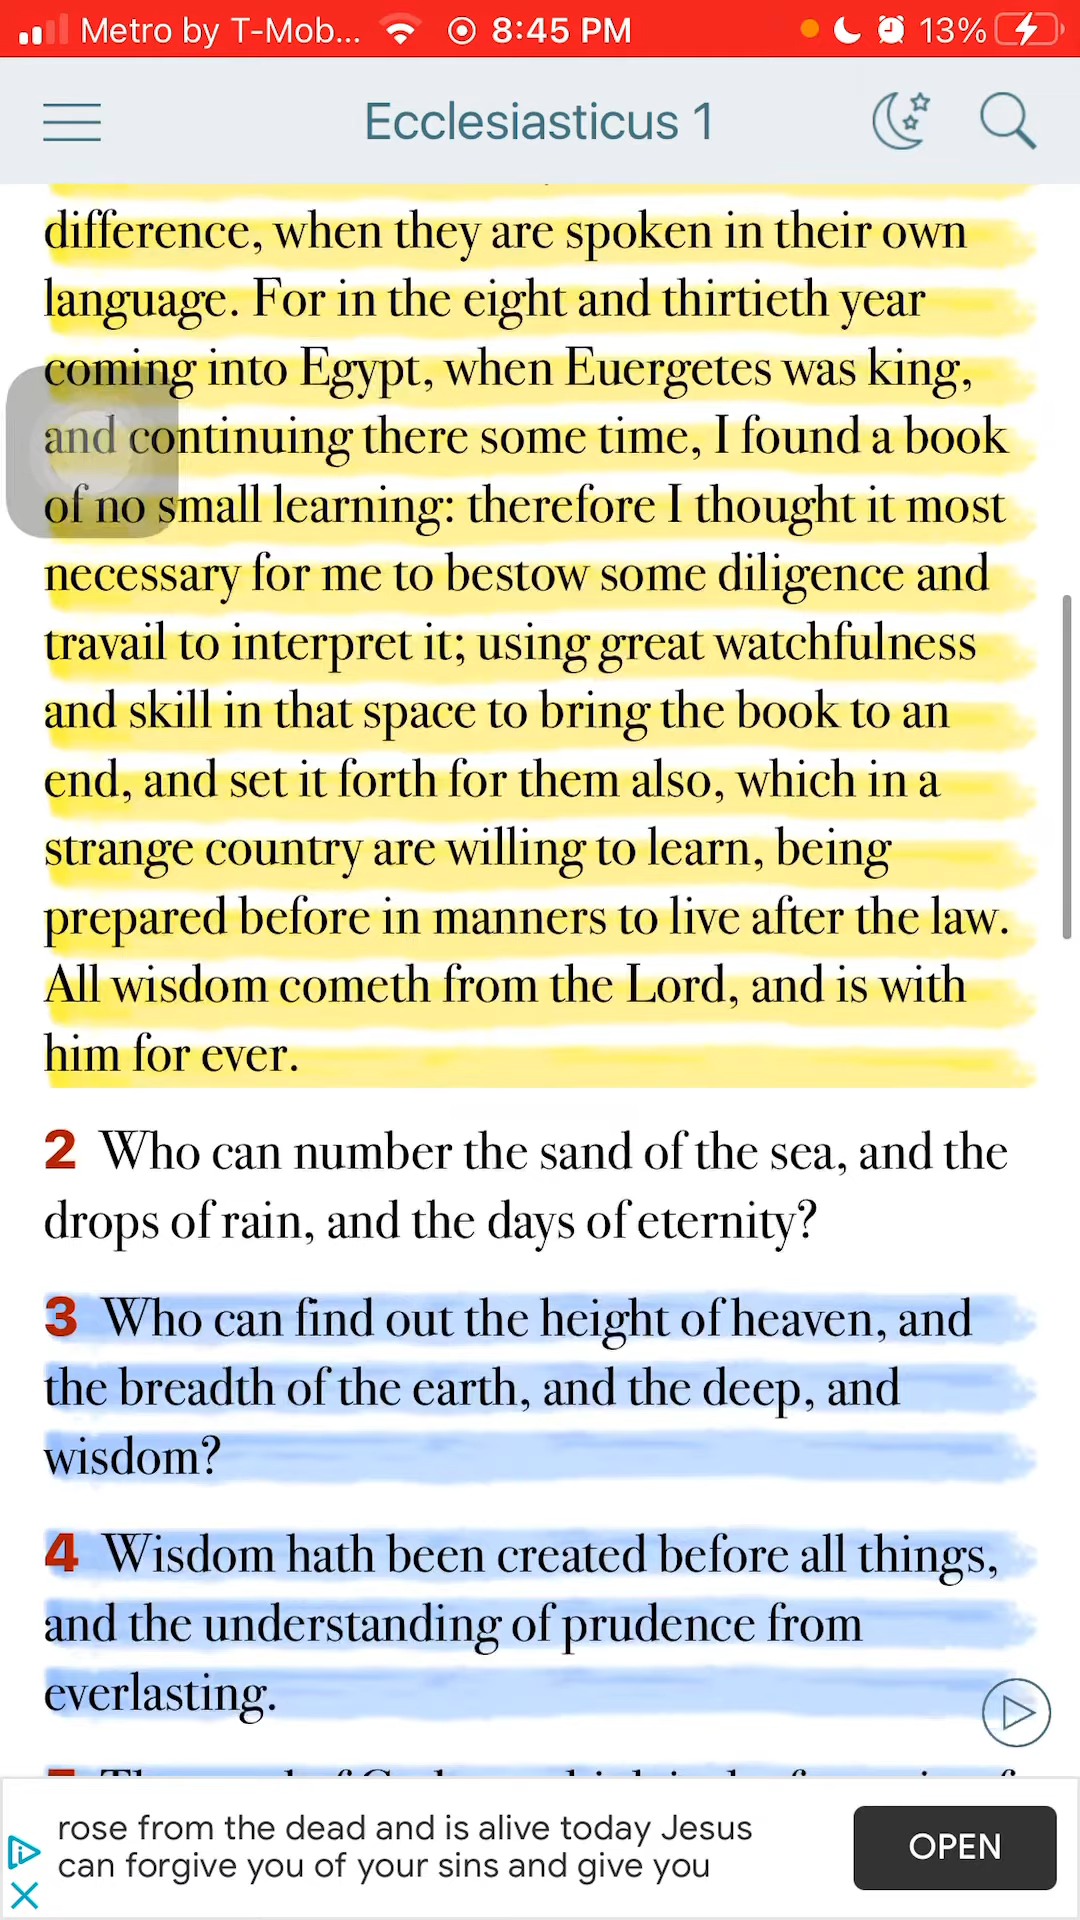 Metro by T-Mob... 8:45 PM 13%
Ecclesiasticus 1
difference, when they are spoken in their own
language. For in the eight and thirtieth year
coming into Egypt, when Euergetes was king,
and continuing there some time, I found a book
of no small learning: therefore I thought it most
necessary for me to bestow some diligence and
travail to interpret it; using great watchfulness
and skill in that space to bring the book to an
end, and set it forth for them also, which in a
strange country are willing to learn, being
prepared before in manners to live after the law.
All wisdom cometh from the Lord, and is with
him for ever.
2 Who can number the sand of the sea, and the
drops of rain, and the days of eternity?
3 Who can find out the height of heaven, and
the breadth of the earth, and the deep, and
wisdom?
4 Wisdom hath been created before all things,
and the understanding of prudence from
everlasting.
rose from the dead and is alive today Jesus
can forgive you of your sins and give you
OPEN